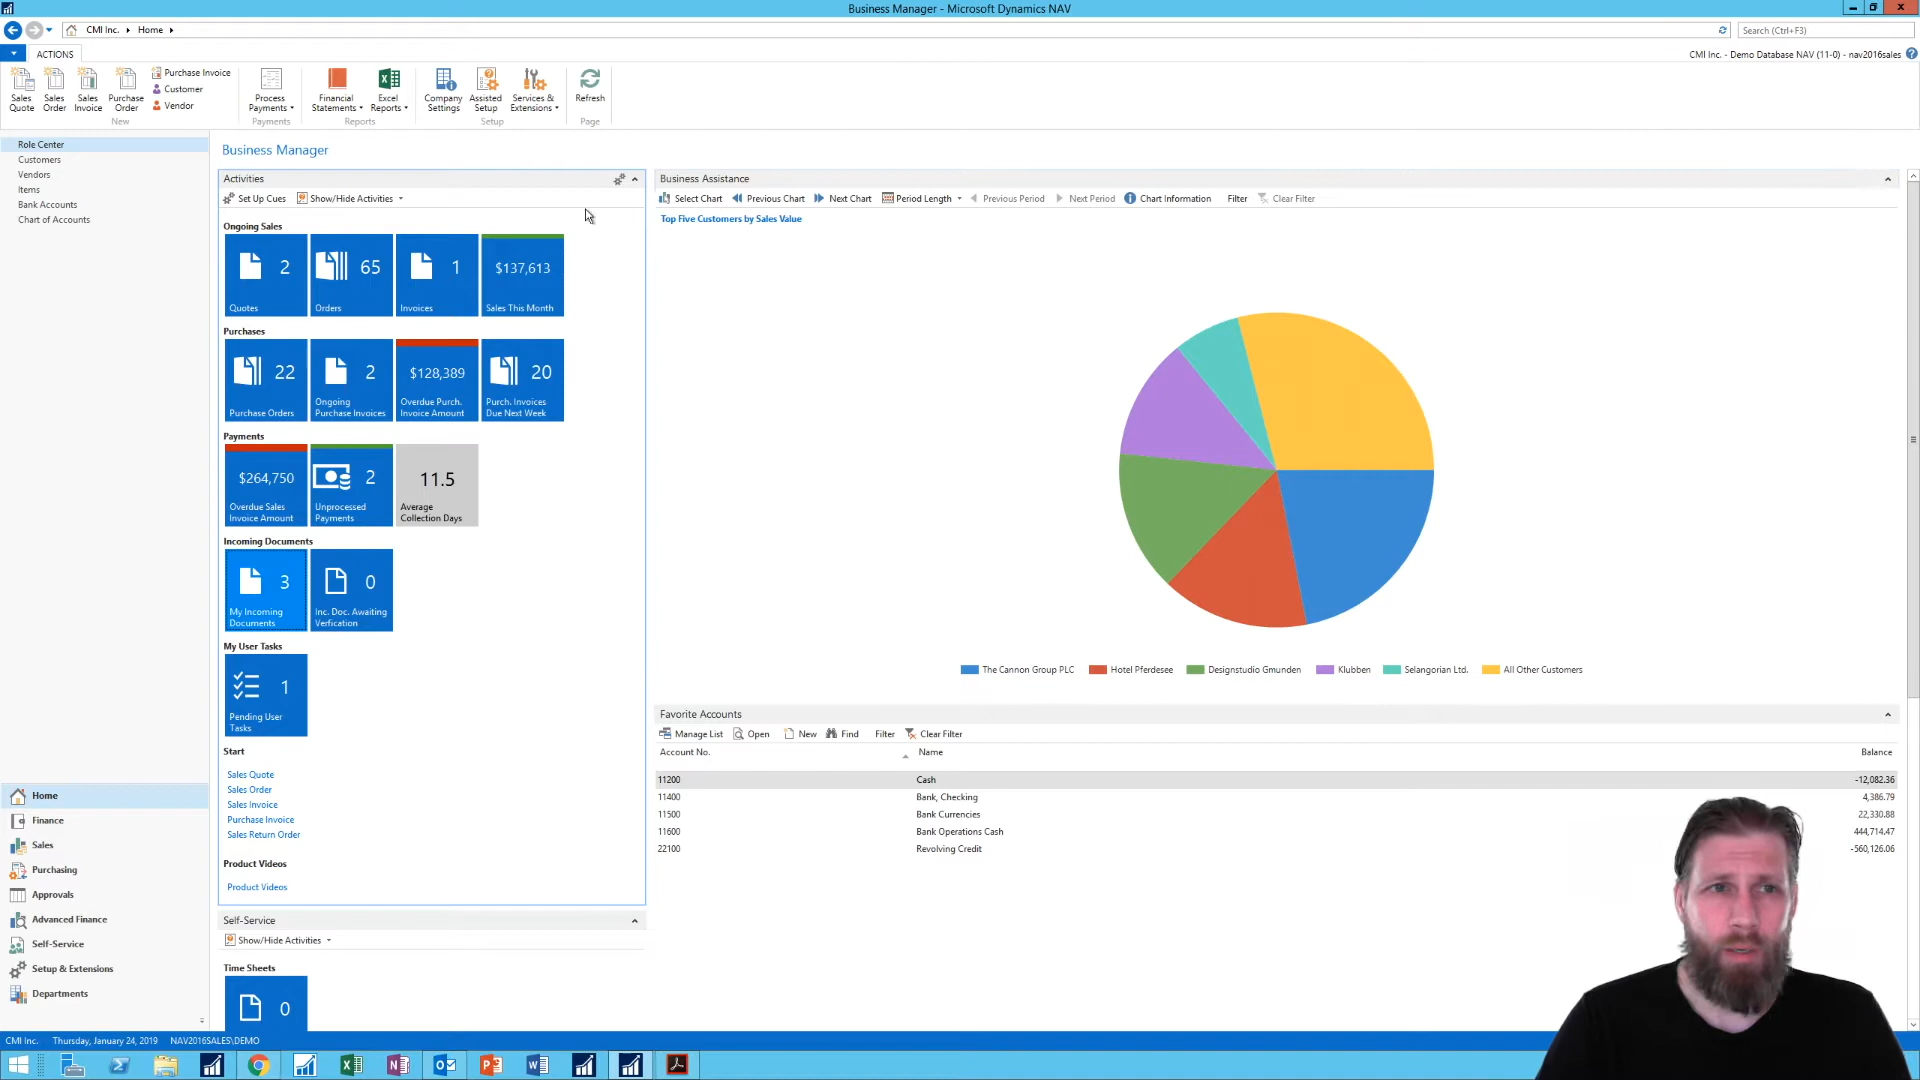 Business Manager - Microsoft Dynamics NAV
CMI Inc. Home
Search (Ctrl+F3)
ACTIONS
CMI Inc. - Demo Database NAV (11-0) - nav2016sales
Sales Quote
Sales Order
Sales Invoice
Purchase Order
Purchase Invoice
Customer
Vendor
New
Process Payments
Payments
Financial Statements
Excel Reports
Reports
Company Settings
Assisted Setup
Services & Extensions
Setup
Refresh
Page
Role Center
Customers
Vendors
Items
Bank Accounts
Chart of Accounts
Home
Finance
Sales
Purchasing
Approvals
Advanced Finance
Self-Service
Setup & Extensions
Departments
Business Manager
Activities
Set Up Cues Show/Hide Activities
Ongoing Sales
2
Quotes
65
Orders
1
Invoices
$137,613
Sales This Month
Purchases
22
Purchase Orders
2
Ongoing
Purchase Invoices
$128,389
Overdue Purch.
Invoice Amount
20
Purch. Invoices
Due Next Week
Payments
$264,750
Overdue Sales
Invoice Amount
2
Unprocessed
Payments
11.5
Average
Collection Days
Incoming Documents
3
My Incoming
Documents
0
Inc. Doc. Awaiting
Verfication
My User Tasks
1
Pending User
Tasks
Start
Sales Quote
Sales Order
Sales Invoice
Purchase Invoice
Sales Return Order
Product Videos
Product Videos
Self-Service
Show/Hide Activities
Time Sheets
0
Business Assistance
Select Chart Previous Chart Next Chart Period Length Previous Period Next Period Chart Information Filter Clear Filter
Top Five Customers by Sales Value
The Cannon Group PLC Hotel Pferdesee Designstudio Gmunden Klubben Selangorian Ltd. All Other Customers
Favorite Accounts
Manage List Open New Find Filter Clear Filter
Account No. Name Balance
11200 Cash -12,082.36
11400 Bank, Checking 4,386.79
11500 Bank Currencies 22,330.88
11600 Bank Operations Cash 444,714.47
22100 Revolving Credit -560,126.06
CMI Inc. Thursday, January 24, 2019 NAV2016SALES\DEMO